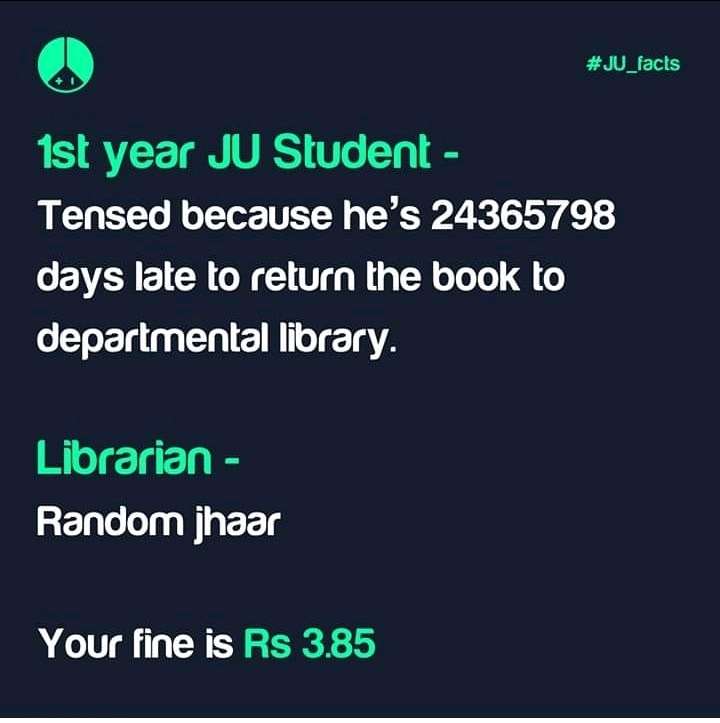 #JU_facts
1st year JU Student -
Tensed because he's 24365798
days late to return the book to
departmental library.
Librarian -
Random jhaar
Your fine is Rs 3.85